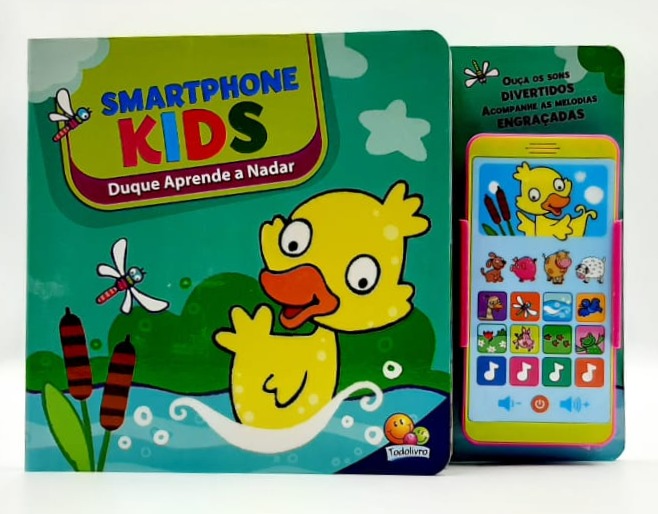 SMARTPHONE
KIDS
Duque Aprende a Nadar
OUÇA OS SONS
DIVERTIDOS
ACOMPANHE AS MELODIAS
ENGRAÇADAS
Todolivro